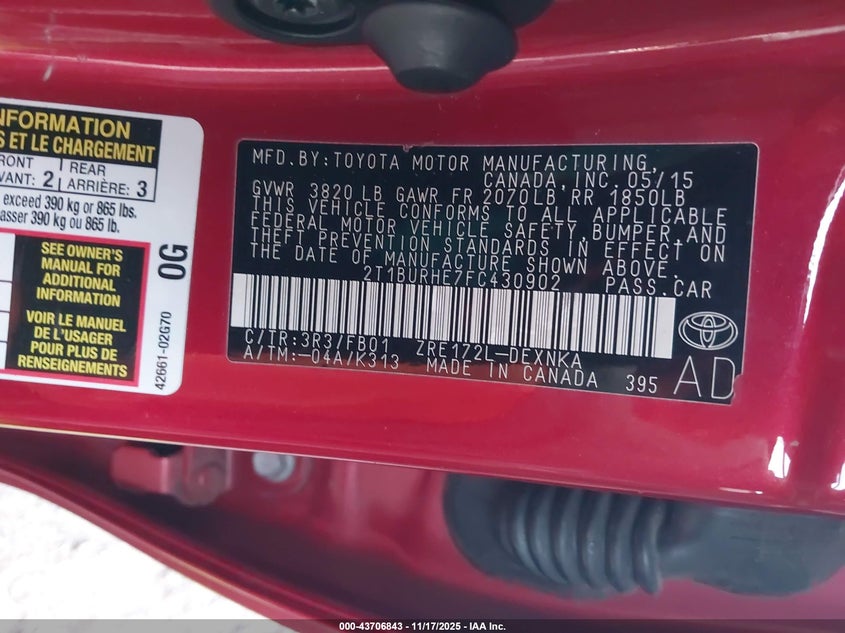 INFORMATION
S ET LE CHARGEMENT
FRONT
VANT: 2
REAR
ARRIÈRE: 3
exceed 390 kg or 865 lbs.
passer 390 kg ou 865 lb.
SEE OWNER'S
MANUAL FOR
ADDITIONAL
INFORMATION
VOIR LE MANUEL
DE L'USAGER
POUR PLUS DE
RENSEIGNEMENTS
0G
42661-02G70
MFD. BY: TOYOTA MOTOR MANUFACTURING,
CANADA, INC. 05/15
GVWR 3820 LB GAWR FR 2070LB RR 1850LB
THIS VEHICLE CONFORMS TO ALL APPLICABLE
FEDERAL MOTOR VEHICLE SAFETY, BUMPER, AND
THEFT PREVENTION STANDARDS IN EFFECT ON
THE DATE OF MANUFACTURE SHOWN ABOVE.
2T1BURHE7FC430902 PASS.CAR
C/TR: 3R3/FB01 ZRE172L-DEXNKA
A/TM: -04A/K313 MADE IN CANADA 395
AD
000-43706843 - 11/17/2025 - IAA Inc.